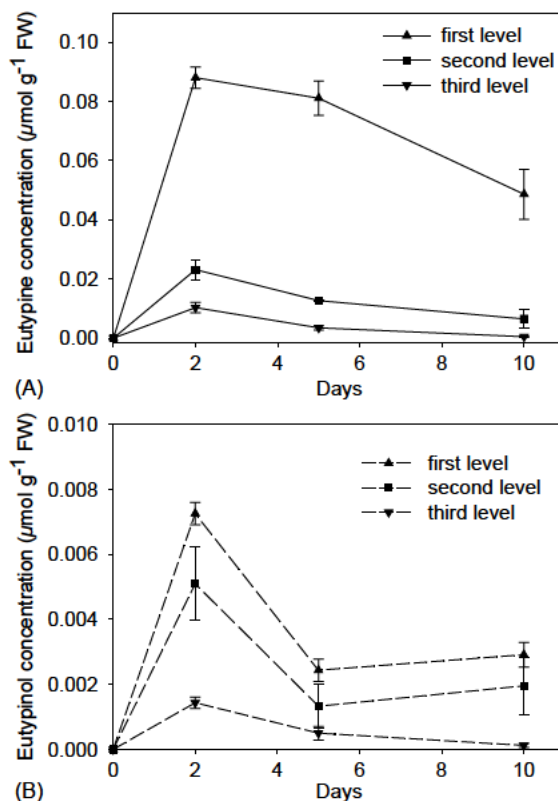 Eutypine concentration (µmol g⁻¹ FW)
0.10
0.08
0.06
0.04
0.02
0.00
first level
second level
third level
0
2
4
6
8
10
Days
(A)
Eutypinol concentration (µmol g⁻¹ FW)
0.010
0.008
0.006
0.004
0.002
0.000
first level
second level
third level
0
2
4
6
8
10
Days
(B)